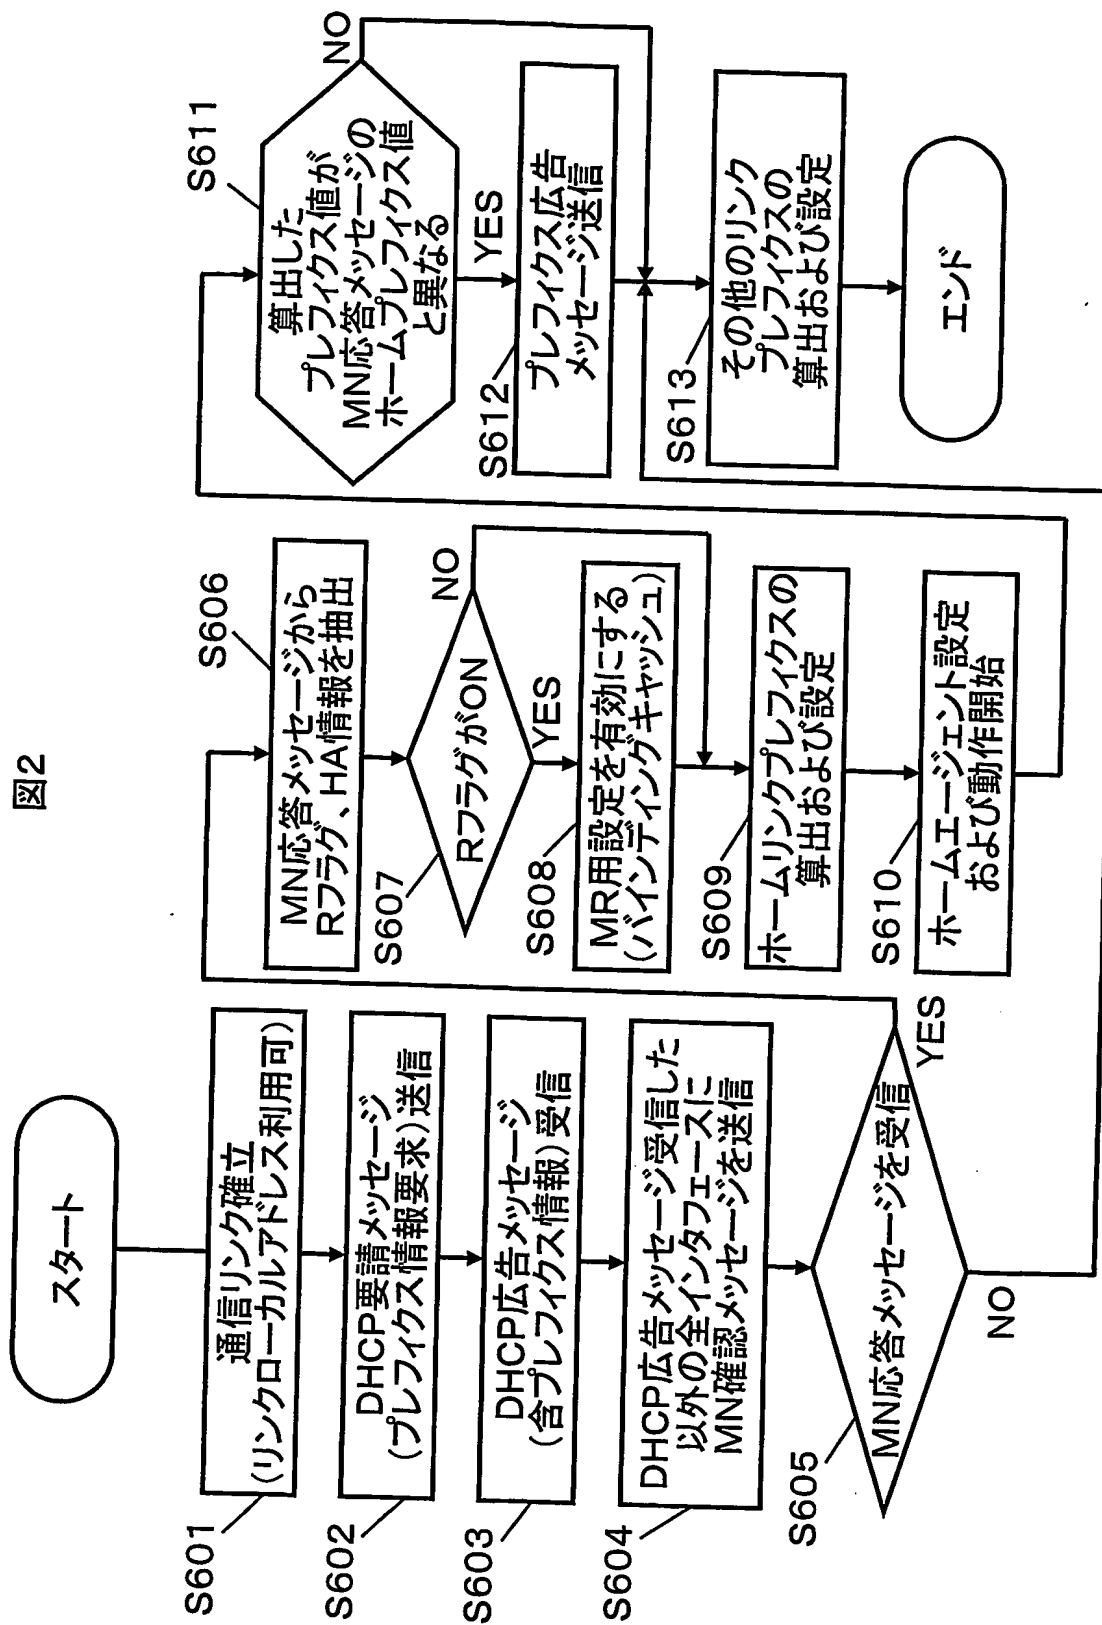 図2
スタート
S601
通信リンク確立
(リンクローカルアドレス利用可)
S602
DHCP要請メッセージ
(プレフィクス情報要求)送信
S603
DHCP広告メッセージ
(含プレフィクス情報)受信
S604
DHCP広告メッセージ受信した
以外の全インタフェースに
MN確認メッセージを送信
S605
MN応答メッセージを受信
YES
NO
S606
MN応答メッセージから
Rフラグ、HA情報を抽出
S607
RフラグがON
NO
YES
S608
MR用設定を有効にする
(バインディングキャッシュ)
S609
ホームリンクプレフィクスの
算出および設定
S610
ホームエージェント設定
および動作開始
S611
算出した
プレフィクス値が
MN応答メッセージの
ホームプレフィクス値
と異なる
NO
YES
S612
プレフィクス広告
メッセージ送信
S613
その他のリンク
プレフィクスの
算出および設定
エンド